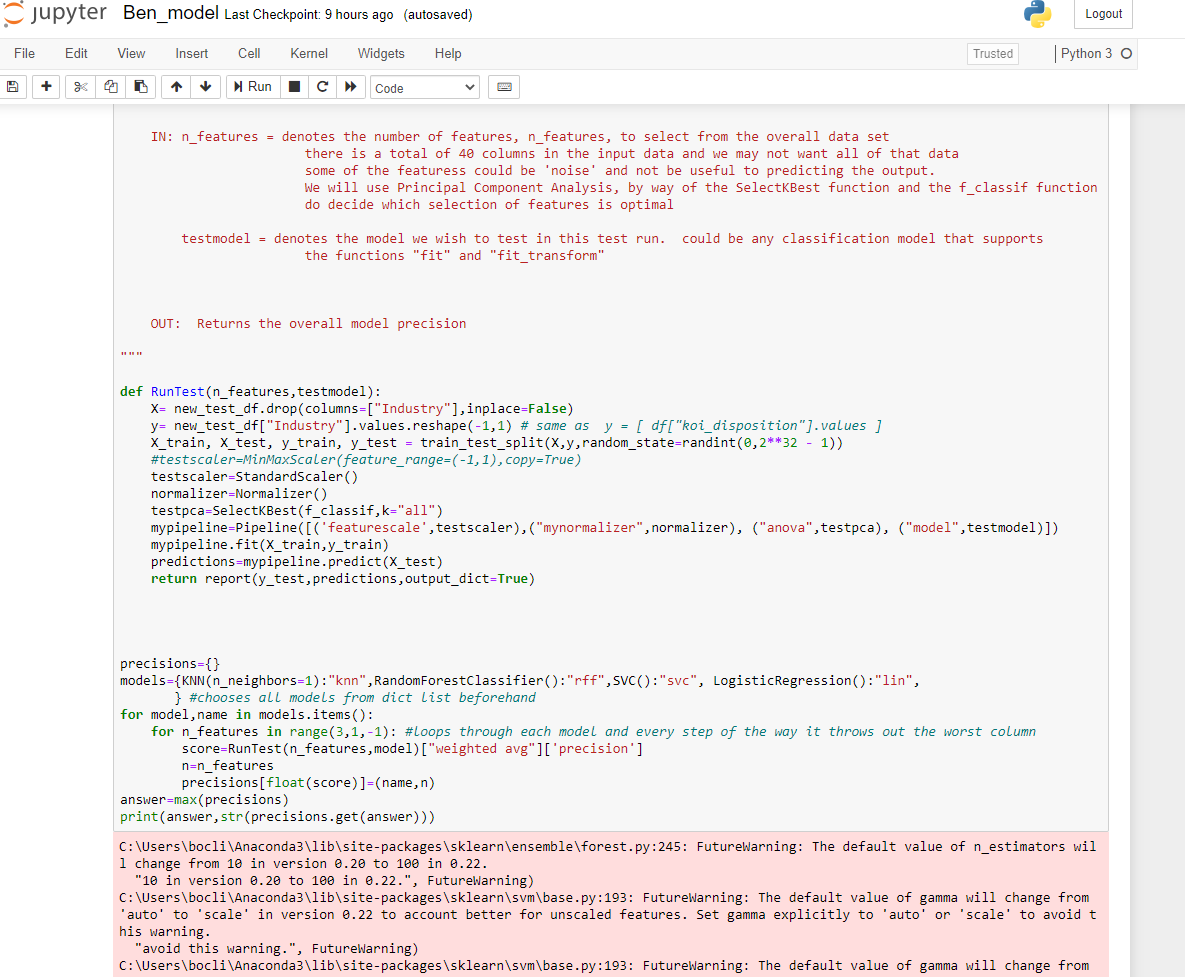 jupyter Ben_model Last Checkpoint: 9 hours ago (autosaved) Logout
File Edit View Insert Cell Kernel Widgets Help Trusted Python 3
Run Code
IN: n_features = denotes the number of features, n_features, to select from the overall data set
there is a total of 40 columns in the input data and we may not want all of that data
some of the featuress could be 'noise' and not be useful to predicting the output.
We will use Principal Component Analysis, by way of the SelectKBest function and the f_classif function
do decide which selection of features is optimal
testmodel = denotes the model we wish to test in this test run.  could be any classification model that supports
the functions "fit" and "fit_transform"
OUT:  Returns the overall model precision
"""
def RunTest(n_features,testmodel):
X= new_test_df.drop(columns=["Industry"],inplace=False)
y= new_test_df["Industry"].values.reshape(-1,1) # same as  y = [ df["koi_disposition"].values ]
X_train, X_test, y_train, y_test = train_test_split(X,y,random_state=randint(0,2**32 - 1))
#testscaler=MinMaxScaler(feature_range=(-1,1),copy=True)
testscaler=StandardScaler()
normalizer=Normalizer()
testpca=SelectKBest(f_classif,k="all")
mypipeline=Pipeline([('featurescale',testscaler),("mynormalizer",normalizer), ("anova",testpca), ("model",testmodel)])
mypipeline.fit(X_train,y_train)
predictions=mypipeline.predict(X_test)
return report(y_test,predictions,output_dict=True)
precisions={}
models={KNN(n_neighbors=1):"knn",RandomForestClassifier():"rff",SVC():"svc", LogisticRegression():"lin",
} #chooses all models from dict list beforehand
for model,name in models.items():
for n_features in range(3,1,-1): #loops through each model and every step of the way it throws out the worst column
score=RunTest(n_features,model)["weighted avg"]['precision']
n=n_features
precisions[float(score)]=(name,n)
answer=max(precisions)
print(answer,str(precisions.get(answer)))
C:\Users\bocli\Anaconda3\lib\site-packages\sklearn\ensemble\forest.py:245: FutureWarning: The default value of n_estimators wil
l change from 10 in version 0.20 to 100 in 0.22.
"10 in version 0.20 to 100 in 0.22.", FutureWarning)
C:\Users\bocli\Anaconda3\lib\site-packages\sklearn\svm\base.py:193: FutureWarning: The default value of gamma will change from
'auto' to 'scale' in version 0.22 to account better for unscaled features. Set gamma explicitly to 'auto' or 'scale' to avoid t
his warning.
"avoid this warning.", FutureWarning)
C:\Users\bocli\Anaconda3\lib\site-packages\sklearn\svm\base.py:193: FutureWarning: The default value of gamma will change from